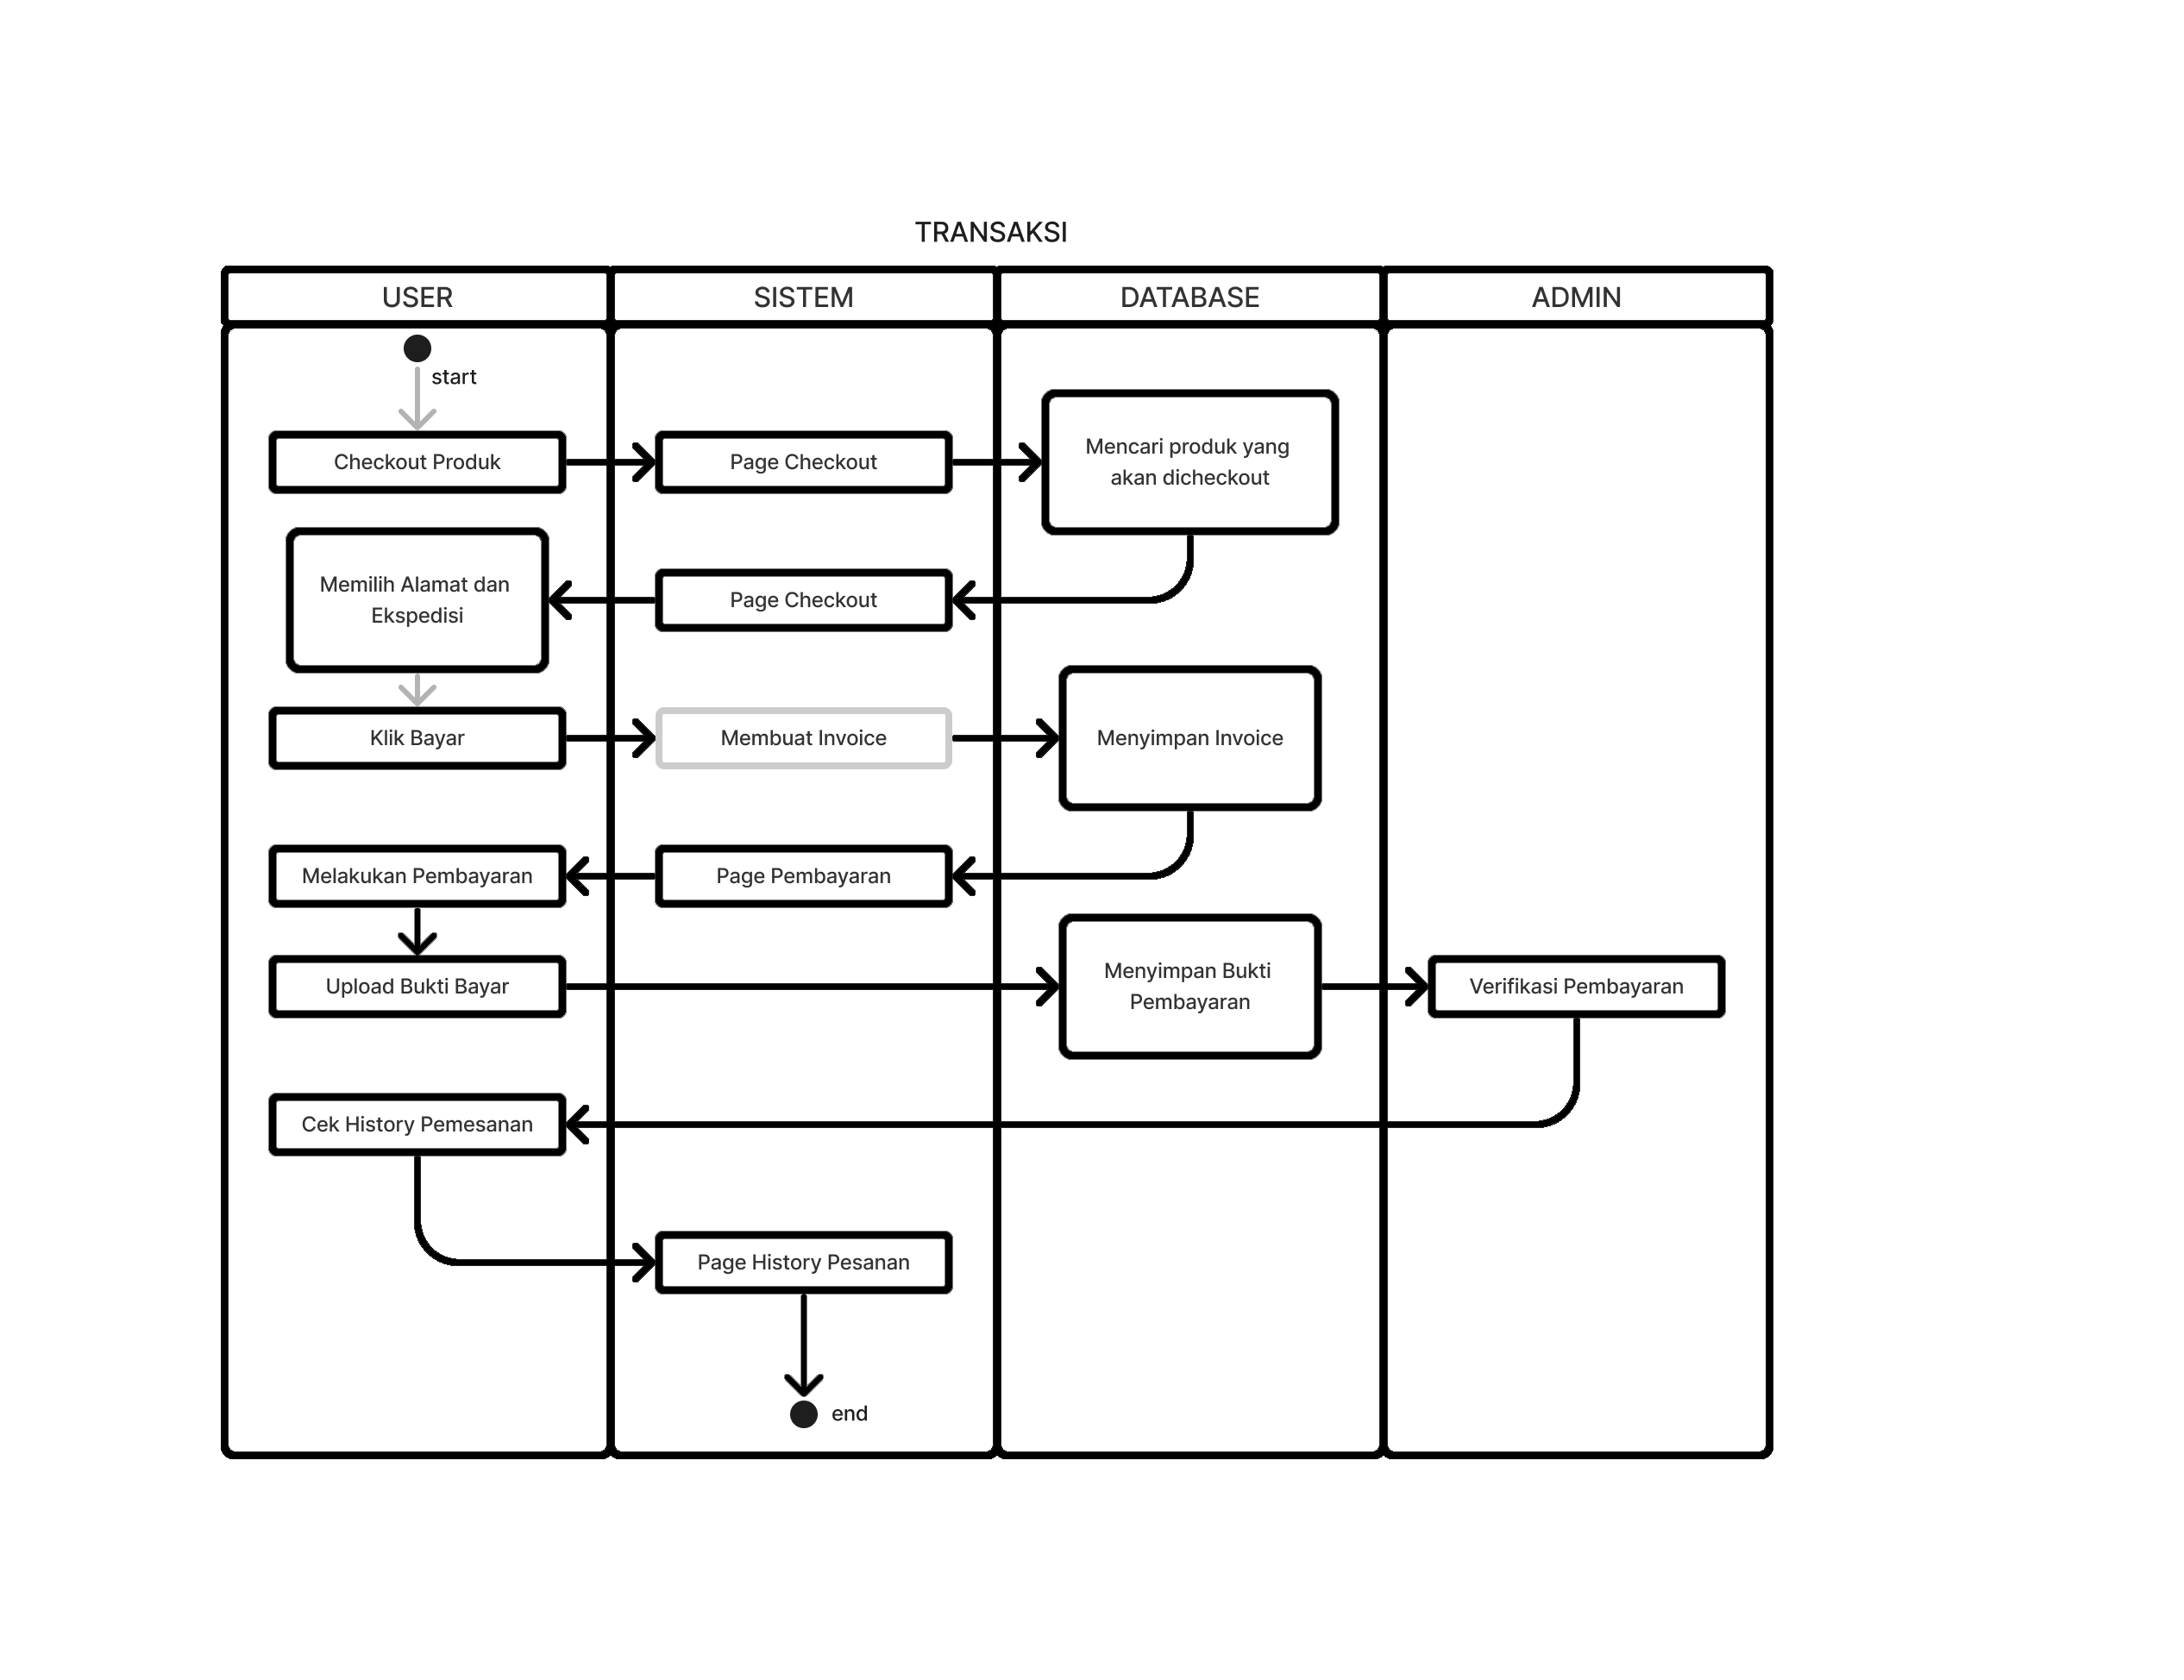 TRANSAKSI
USER
SISTEM
DATABASE
ADMIN
start
Checkout Produk
Page Checkout
Mencari produk yang
akan dicheckout
Memilih Alamat dan
Ekspedisi
Page Checkout
Klik Bayar
Membuat Invoice
Menyimpan Invoice
Melakukan Pembayaran
Page Pembayaran
Upload Bukti Bayar
Menyimpan Bukti
Pembayaran
Verifikasi Pembayaran
Cek History Pemesanan
Page History Pesanan
end